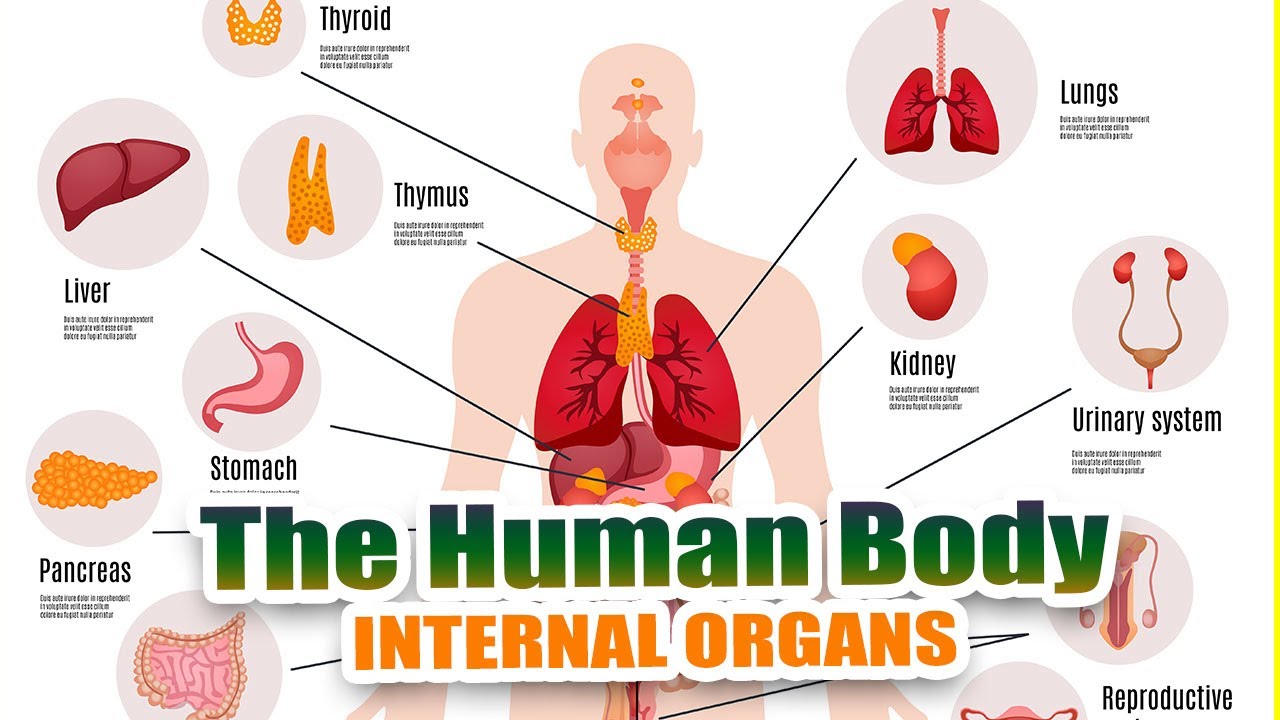 Thyroid
Duis aute irure dolor in reprehenderit
in voluptate velit esse cillum
dolore eu fugiat nulla pariatur
Lungs
Duis aute irure dolor in reprehenderit
in voluptate velit esse cillum
dolore eu fugiat nulla pariatur
Thymus
Duis aute irure dolor in reprehenderit
in voluptate velit esse cillum
dolore eu fugiat nulla pariatur
Liver
Duis aute irure dolor in reprehenderit
in voluptate velit esse cillum
dolore eu fugiat nulla pariatur
Kidney
Duis aute irure dolor in reprehenderit
in voluptate velit esse cillum
dolore eu fugiat nulla pariatur
Urinary system
Duis aute irure dolor in reprehenderit
in voluptate velit esse cillum
dolore eu fugiat nulla pariatur
Stomach
Duis aute irure dolor in reprehenderit
Pancreas
Duis aute irure dolor in reprehenderit
in voluptate velit esse cillum
dolore eu fugiat nulla pariatur
The Human Body
INTERNAL ORGANS
Reproductive